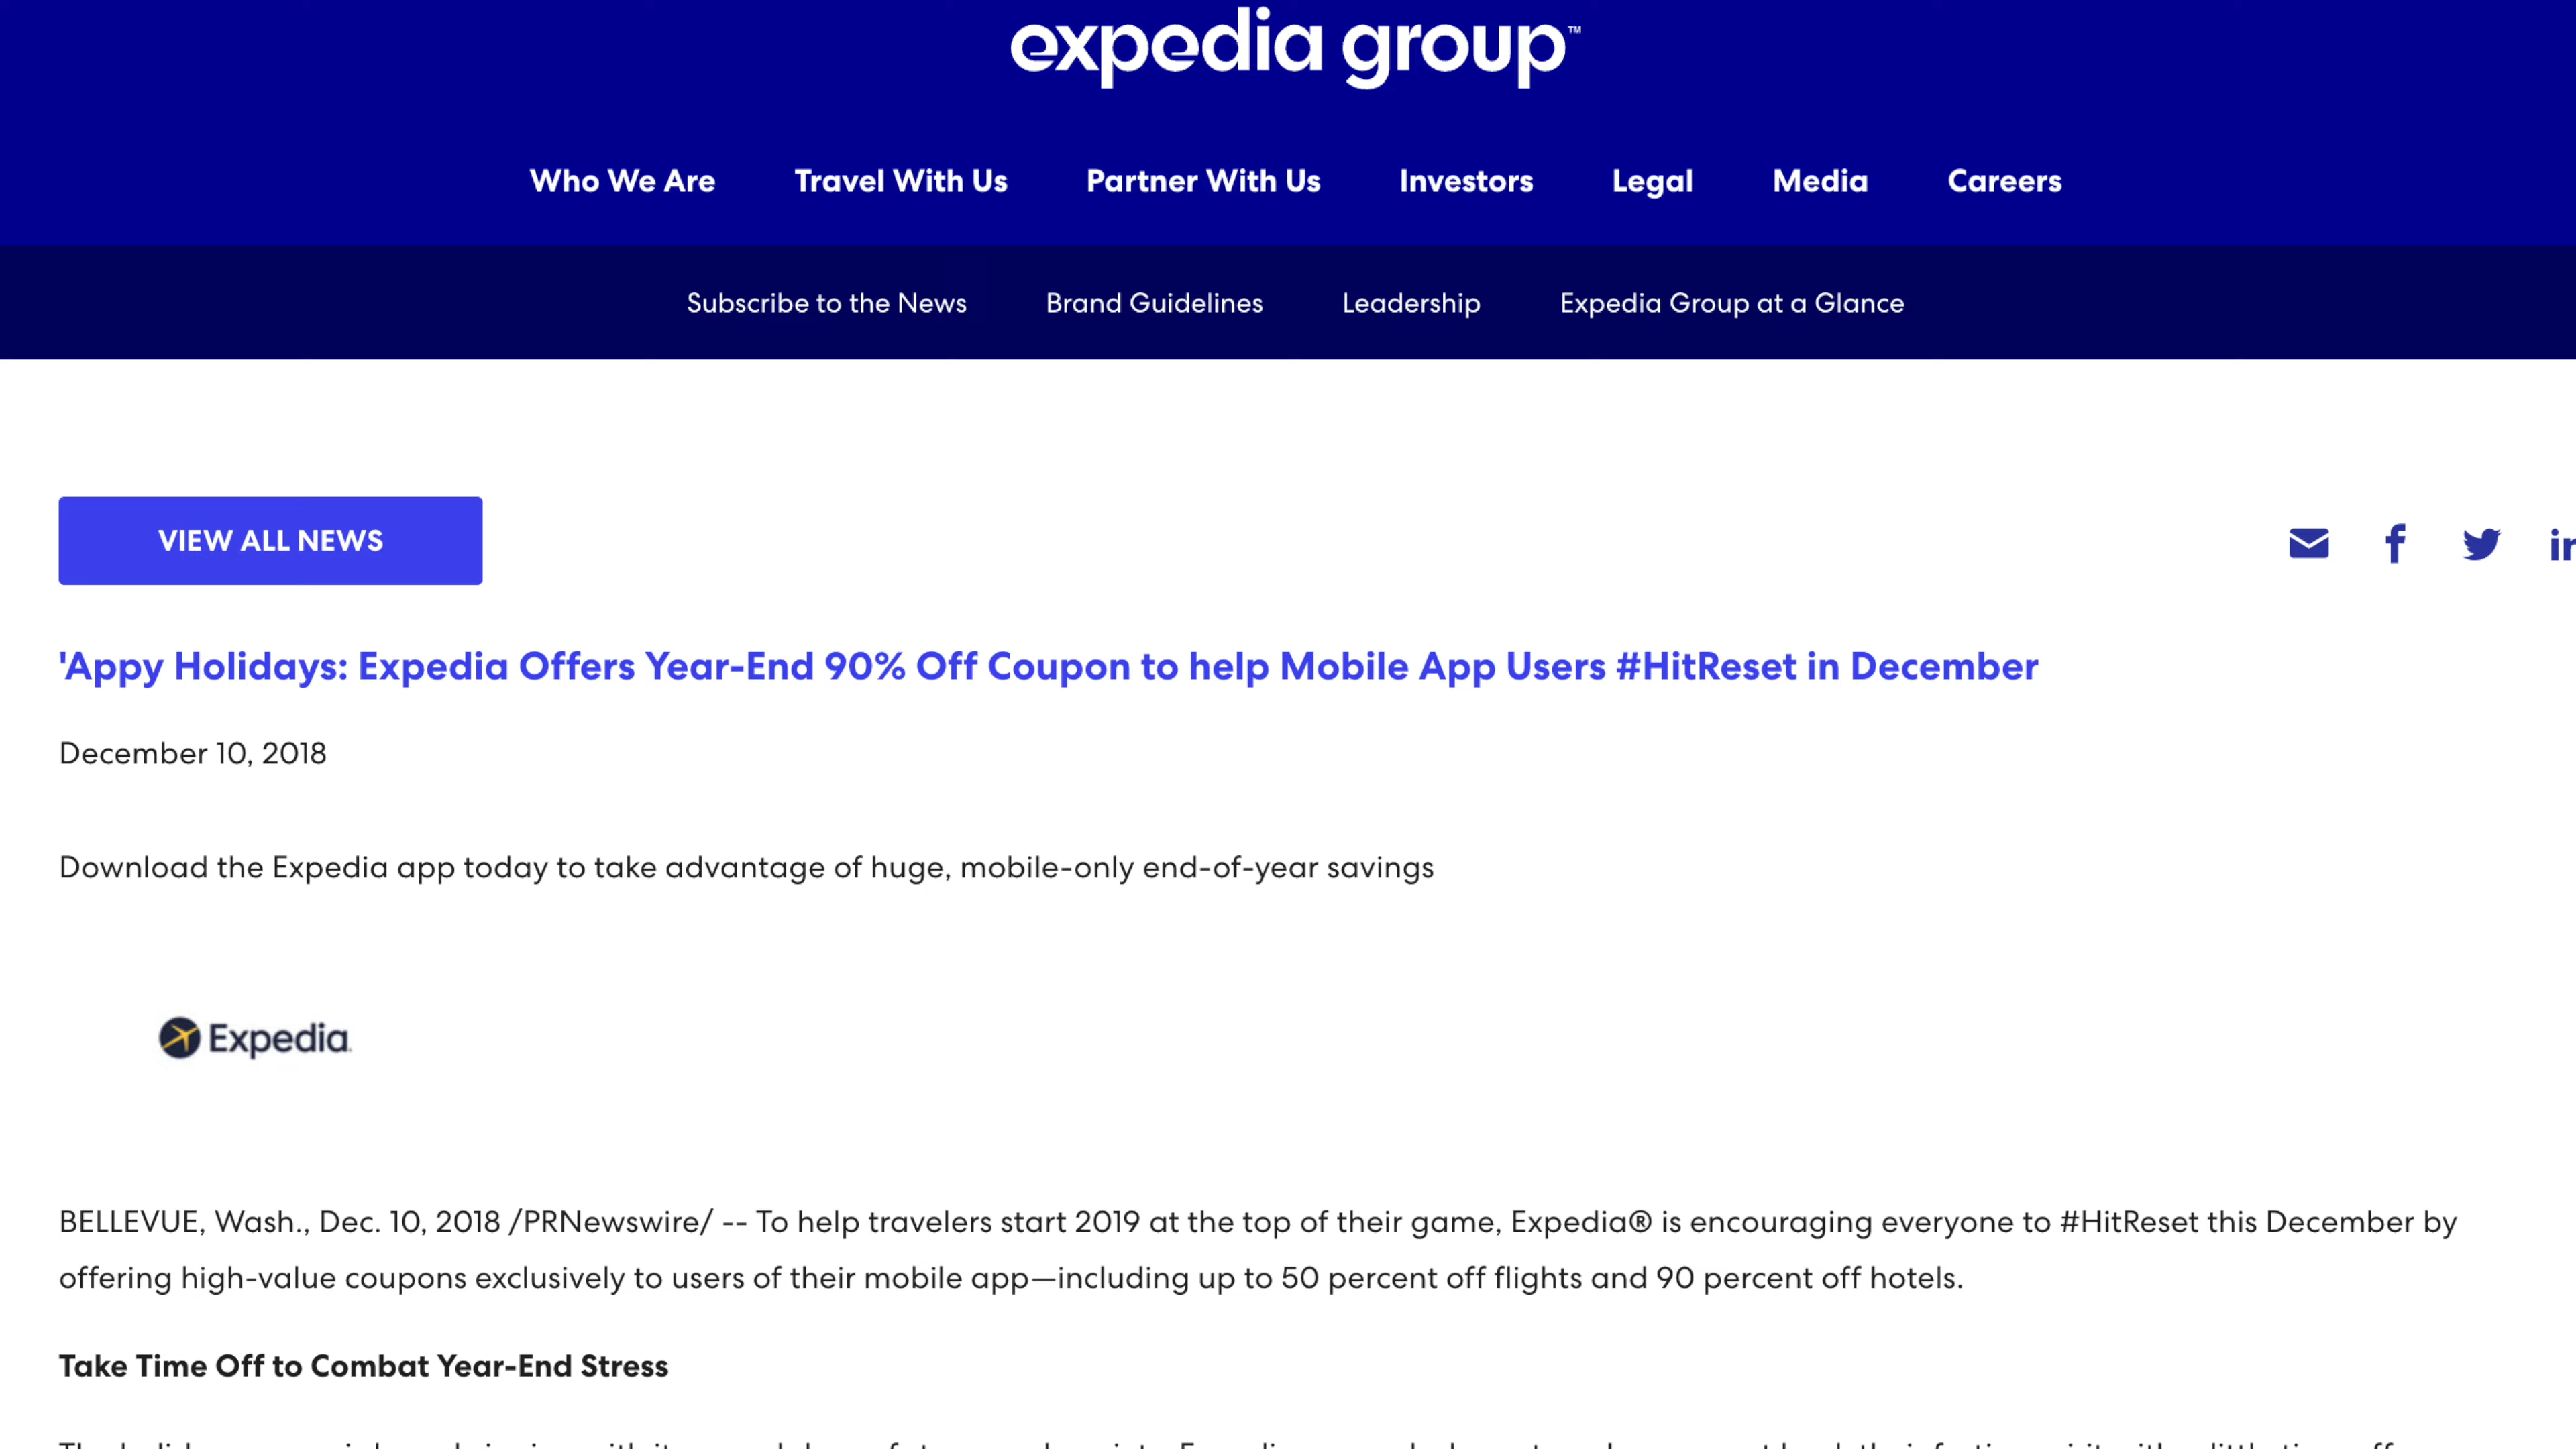 expedia group™
Who We Are Travel With Us Partner With Us Investors Legal Media Careers
Subscribe to the News Brand Guidelines Leadership Expedia Group at a Glance
VIEW ALL NEWS
'Appy Holidays: Expedia Offers Year-End 90% Off Coupon to help Mobile App Users #HitReset in December
December 10, 2018
Download the Expedia app today to take advantage of huge, mobile-only end-of-year savings
Expedia
BELLEVUE, Wash., Dec. 10, 2018 /PRNewswire/ -- To help travelers start 2019 at the top of their game, Expedia® is encouraging everyone to #HitReset this December by
offering high-value coupons exclusively to users of their mobile app—including up to 50 percent off flights and 90 percent off hotels.
Take Time Off to Combat Year-End Stress